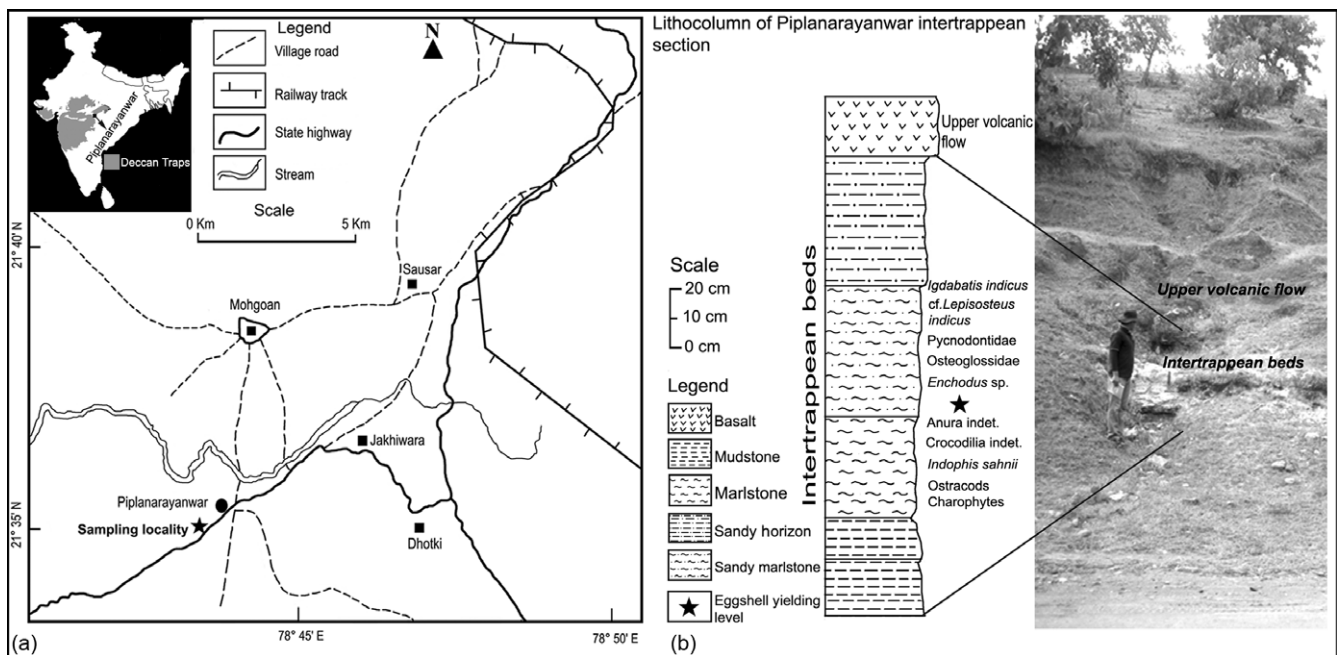 Piplanarayanwar
Deccan Traps
Legend
Village road
Railway track
State highway
Stream
Scale
0 Km
5 Km
N
21° 40' N
21° 35' N
Sausar
Mohgoan
Jakhiwara
Piplanarayanwar
Sampling locality
Dhotki
78° 45' E
78° 50' E
(a)
Lithocolumn of Piplanarayanwar intertrappean
section
Upper volcanic
flow
Intertrappean beds
Scale
20 cm
10 cm
0 cm
Legend
Basalt
Mudstone
Marlstone
Sandy horizon
Sandy marlstone
Eggshell yielding
level
Igdabatis indicus
cf.Lepisosteus
indicus
Pycnodontidae
Osteoglossidae
Enchodus sp.
Anura indet.
Crocodilia indet.
Indophis sahnii
Ostracods
Charophytes
Upper volcanic flow
Intertrappean beds
(b)